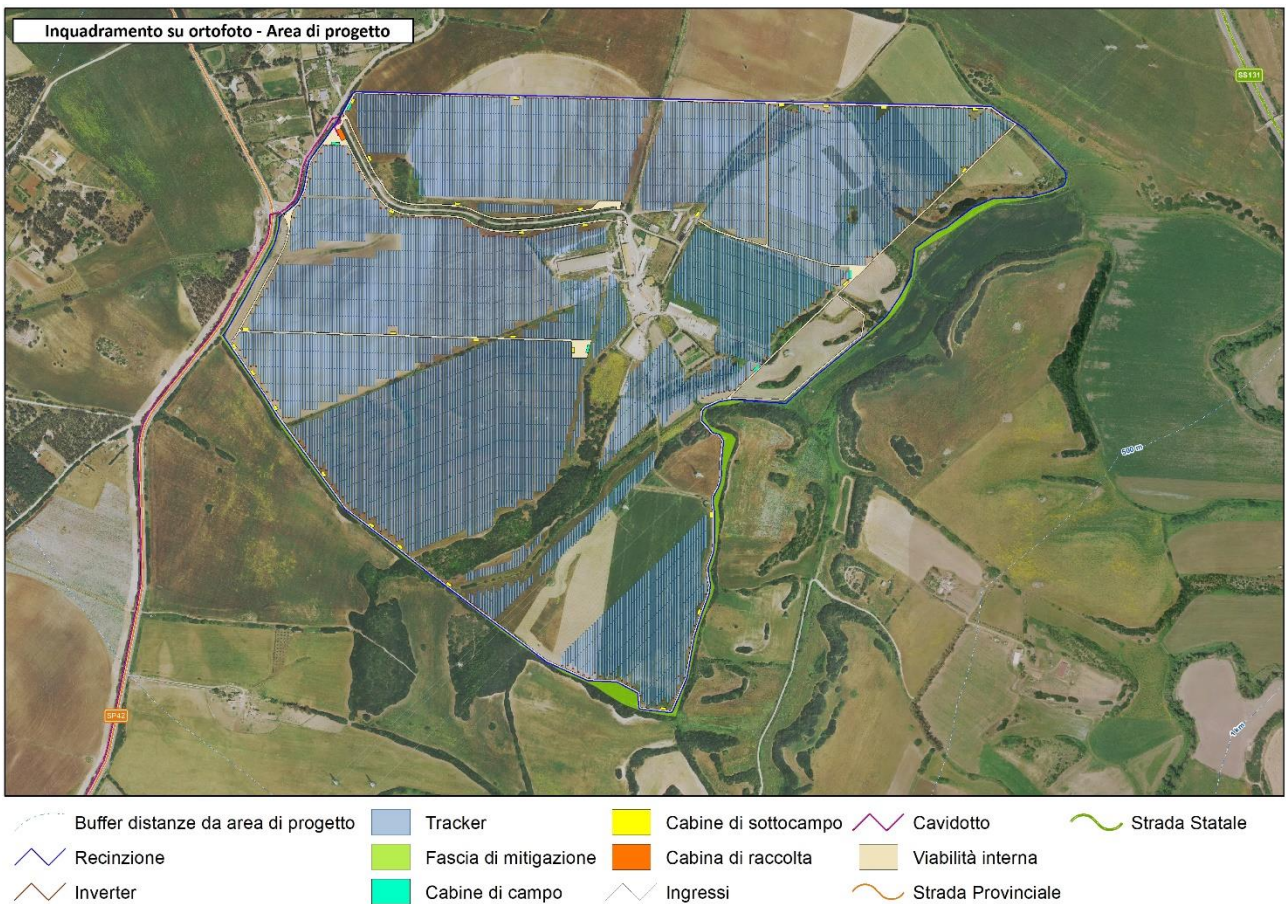 Inquadramento su ortofoto - Area di progetto
SS131
500 m
1km
SP42
Buffer distanze da area di progetto
Tracker
Cabine di sottocampo
Cavidotto
Strada Statale
Recinzione
Fascia di mitigazione
Cabina di raccolta
Viabilità interna
Inverter
Cabine di campo
Ingressi
Strada Provinciale